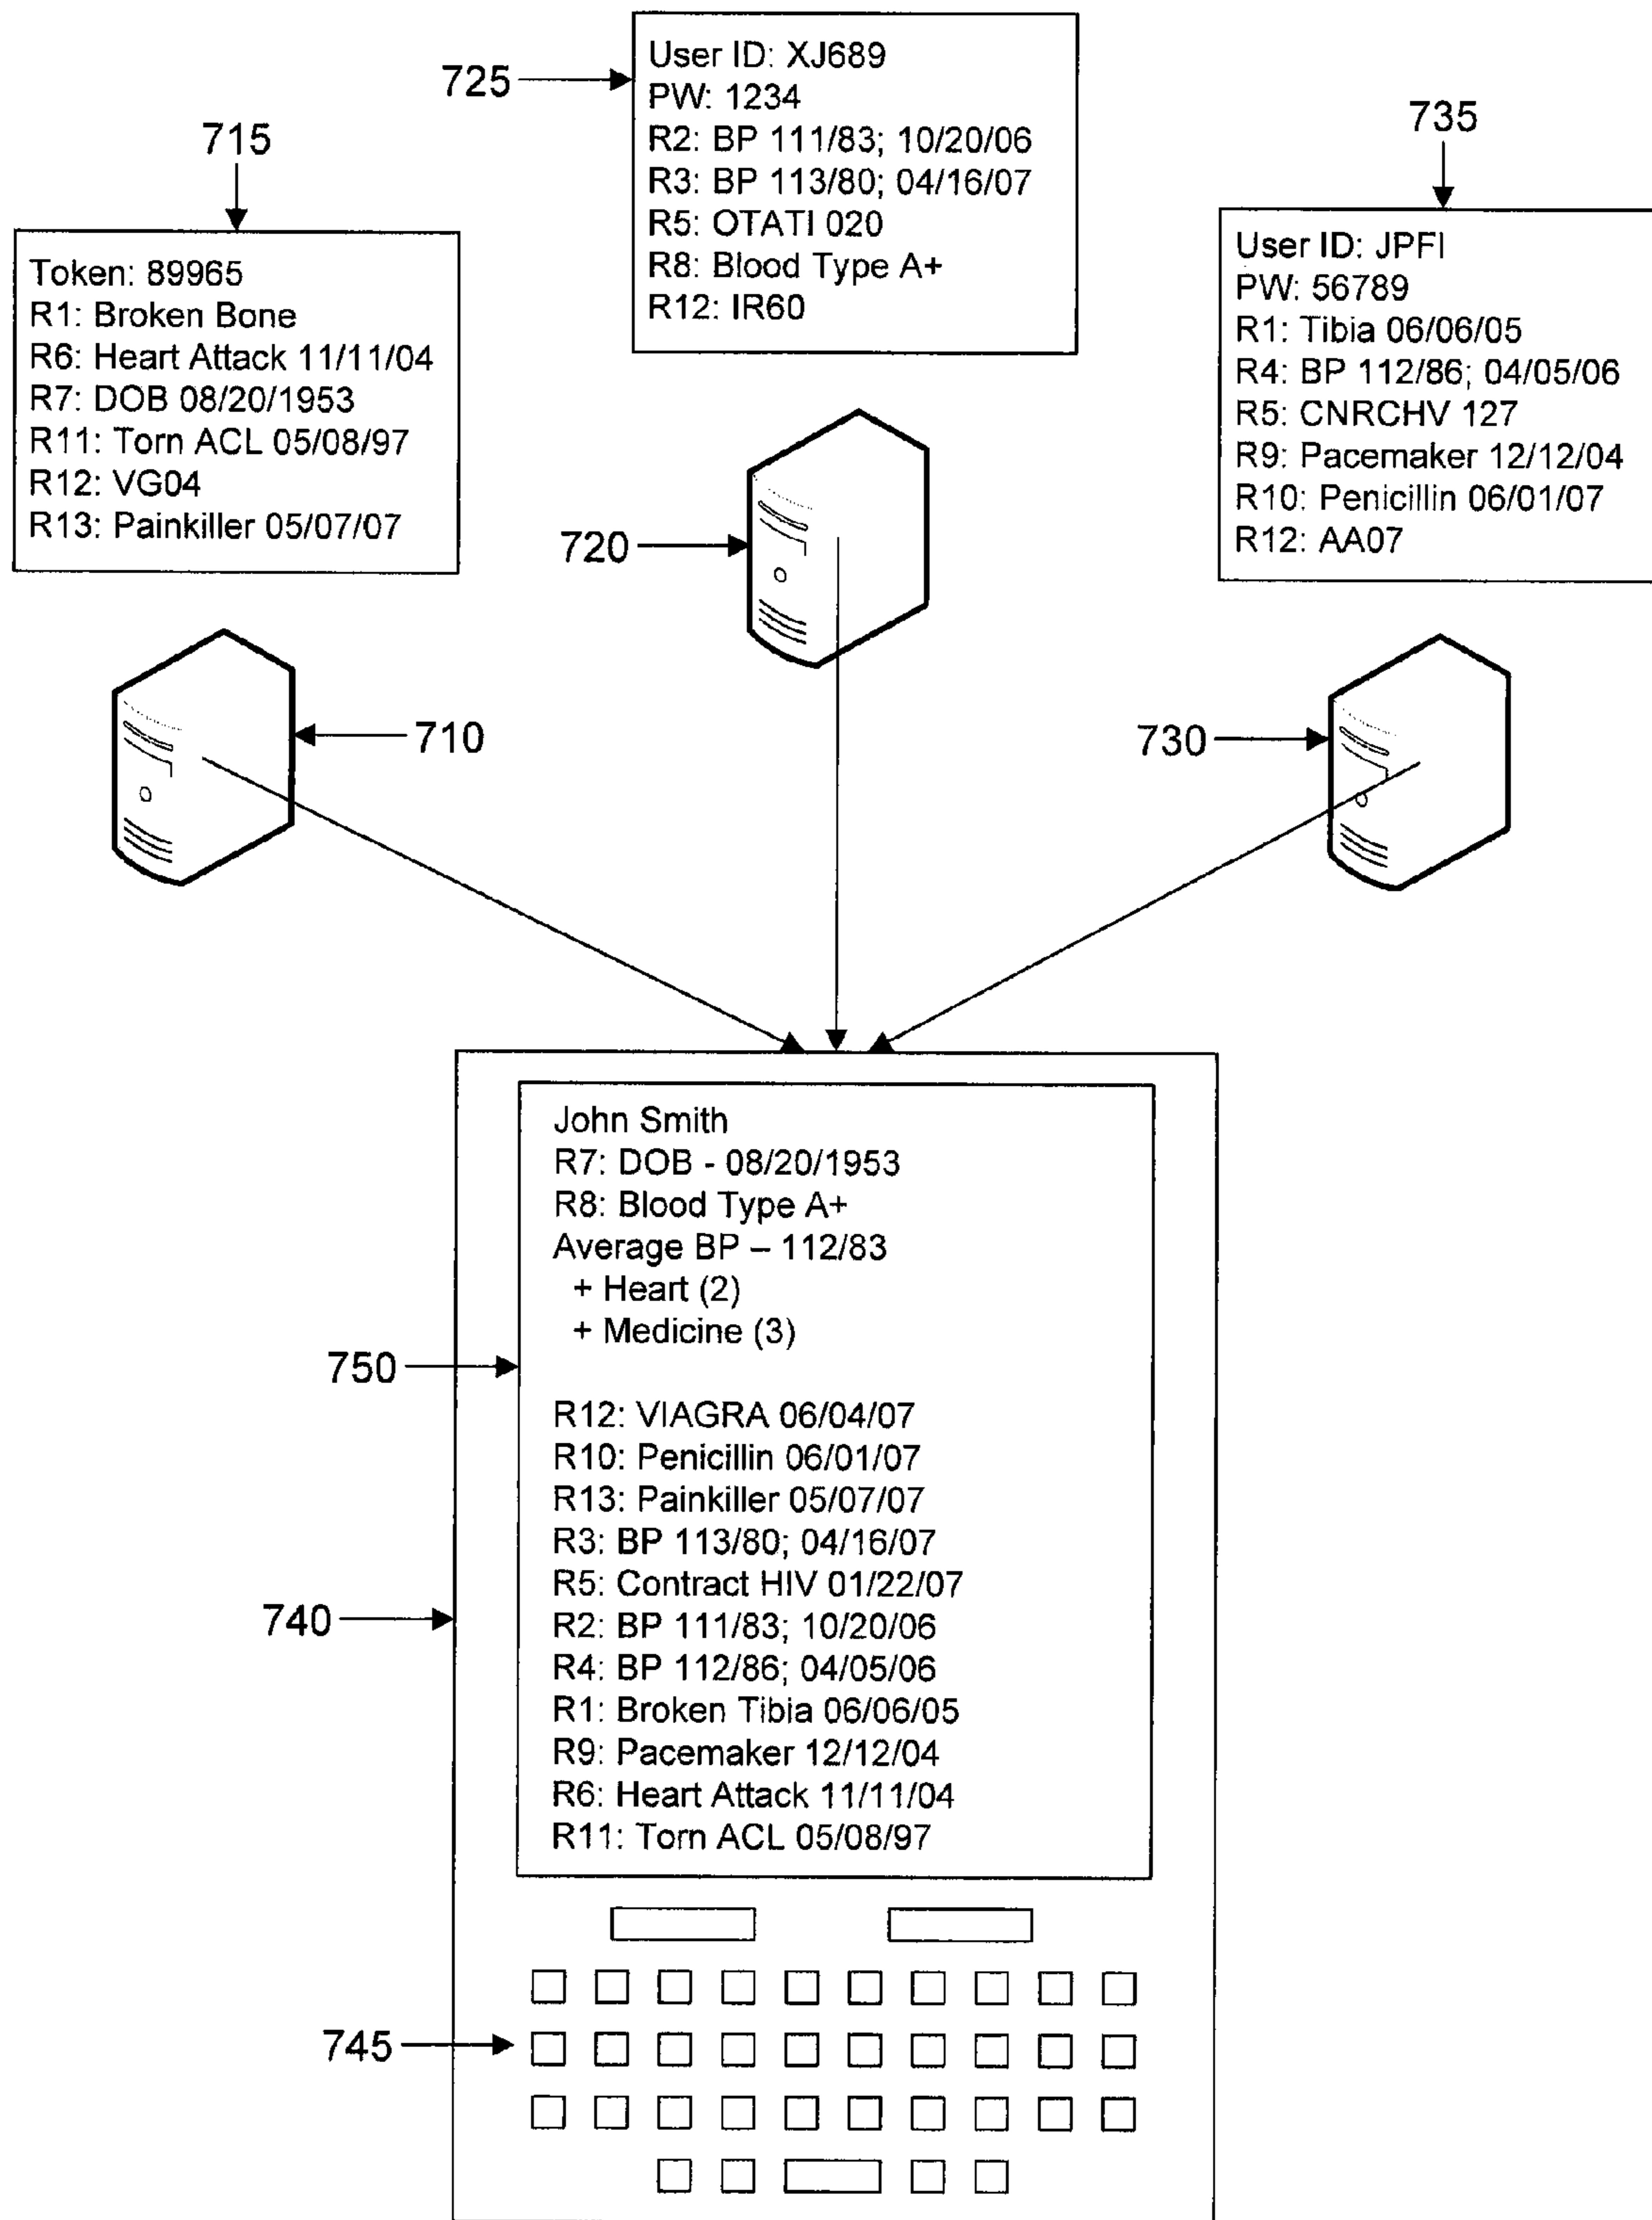 725
User ID: XJ689
PW: 1234
R2: BP 111/83; 10/20/06
R3: BP 113/80; 04/16/07
R5: OTATI 020
R8: Blood Type A+
R12: IR60
715
Token: 89965
R1: Broken Bone
R6: Heart Attack 11/11/04
R7: DOB 08/20/1953
R11: Torn ACL 05/08/97
R12: VG04
R13: Painkiller 05/07/07
735
User ID: JPFI
PW: 56789
R1: Tibia 06/06/05
R4: BP 112/86; 04/05/06
R5: CNRCHV 127
R9: Pacemaker 12/12/04
R10: Penicillin 06/01/07
R12: AA07
720
710
730
John Smith
R7: DOB - 08/20/1953
R8: Blood Type A+
Average BP – 112/83
+ Heart (2)
+ Medicine (3)
750
R12: VIAGRA 06/04/07
R10: Penicillin 06/01/07
R13: Painkiller 05/07/07
R3: BP 113/80; 04/16/07
R5: Contract HIV 01/22/07
740
R2: BP 111/83; 10/20/06
R4: BP 112/86; 04/05/06
R1: Broken Tibia 06/06/05
R9: Pacemaker 12/12/04
R6: Heart Attack 11/11/04
R11: Torn ACL 05/08/97
745